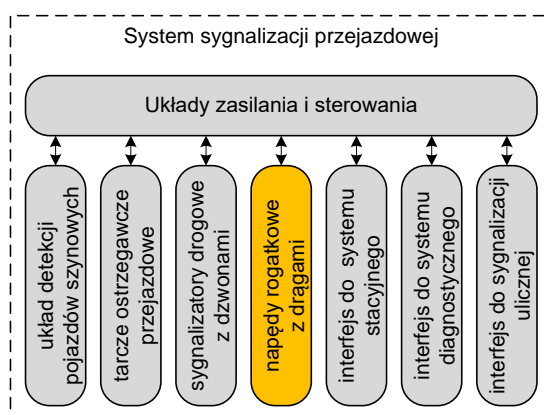 System sygnalizacji przejazdowej
Układy zasilania i sterowania
układ detekcji
pojazdów szynowych
tarcze ostrzegawcze
przejazdowe
sygnalizatory drogowe
z dzwonami
napędy rogatkowe
z drągami
interfejs do systemu
stacyjnego
interfejs do systemu
diagnostycznego
interfejs do sygnalizacji
ulicznej